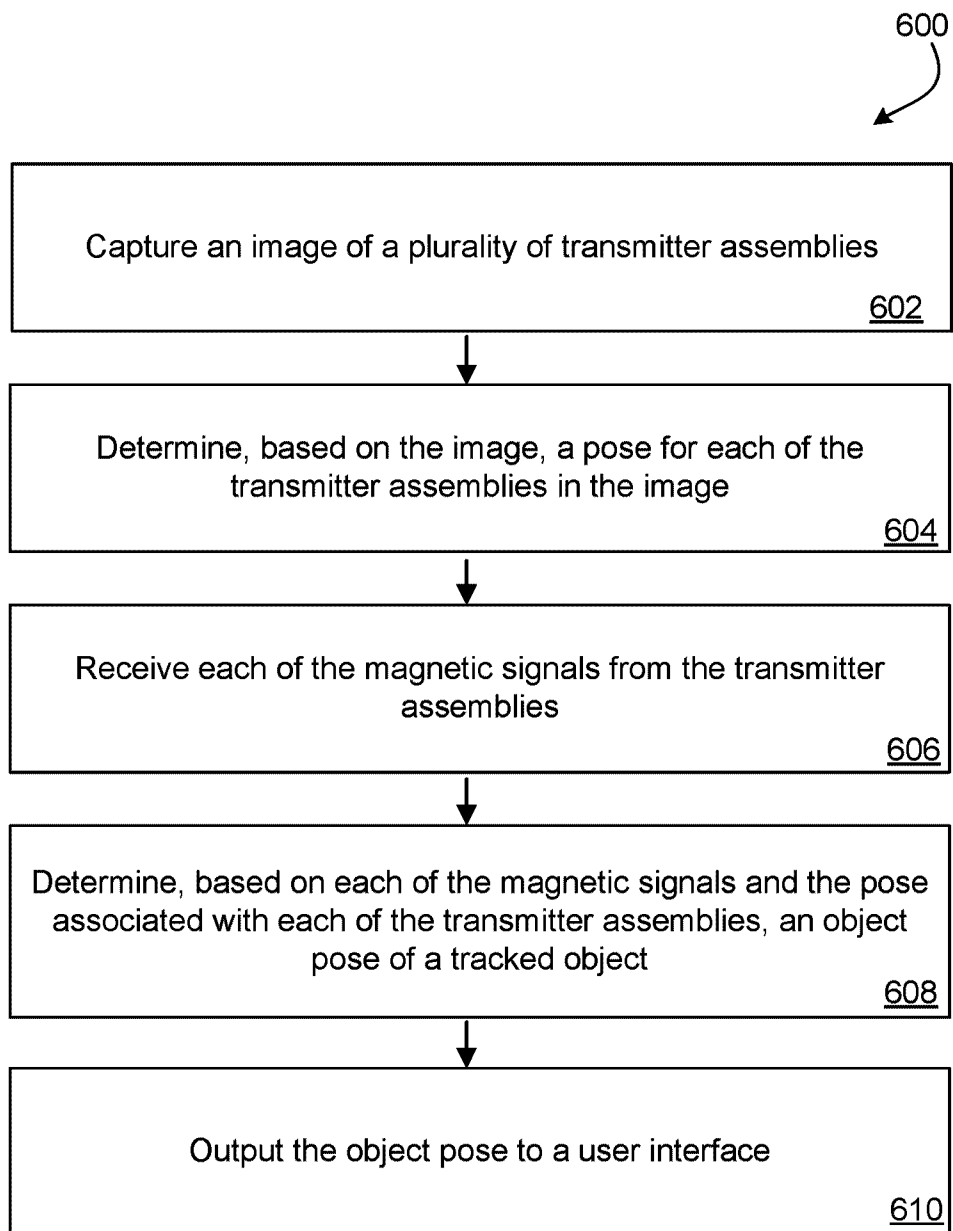 600
Capture an image of a plurality of transmitter assemblies
602
Determine, based on the image, a pose for each of the
transmitter assemblies in the image
604
Receive each of the magnetic signals from the transmitter
assemblies
606
Determine, based on each of the magnetic signals and the pose
associated with each of the transmitter assemblies, an object
pose of a tracked object
608
Output the object pose to a user interface
610